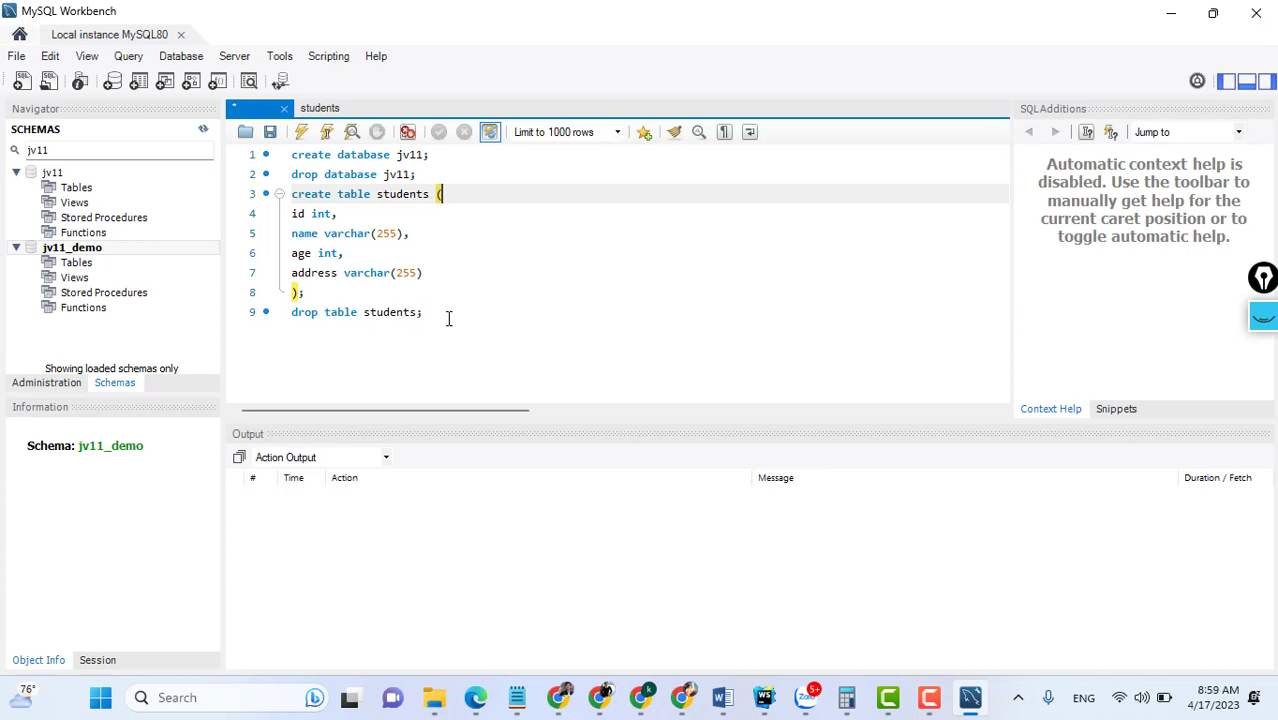 MySQL Workbench
Local instance MySQL80
File Edit View Query Database Server Tools Scripting Help
Navigator
SCHEMAS
jv11
jv11
Tables
Views
Stored Procedures
Functions
jv11_demo
Tables
Views
Stored Procedures
Functions
Showing loaded schemas only
Administration Schemas
Information
Schema: jv11_demo
Object Info Session
students
Limit to 1000 rows
1 create database jv11;
2 drop database jv11;
3 create table students (
4 id int,
5 name varchar(255),
6 age int,
7 address varchar(255)
8 );
9 drop table students;
SQL Additions
Jump to
Automatic context help is
disabled. Use the toolbar to
manually get help for the
current caret position or to
toggle automatic help.
Context Help Snippets
Output
Action Output
# Time Action Message Duration / Fetch
76°
Search
5+
ENG
8:59 AM
4/17/2023